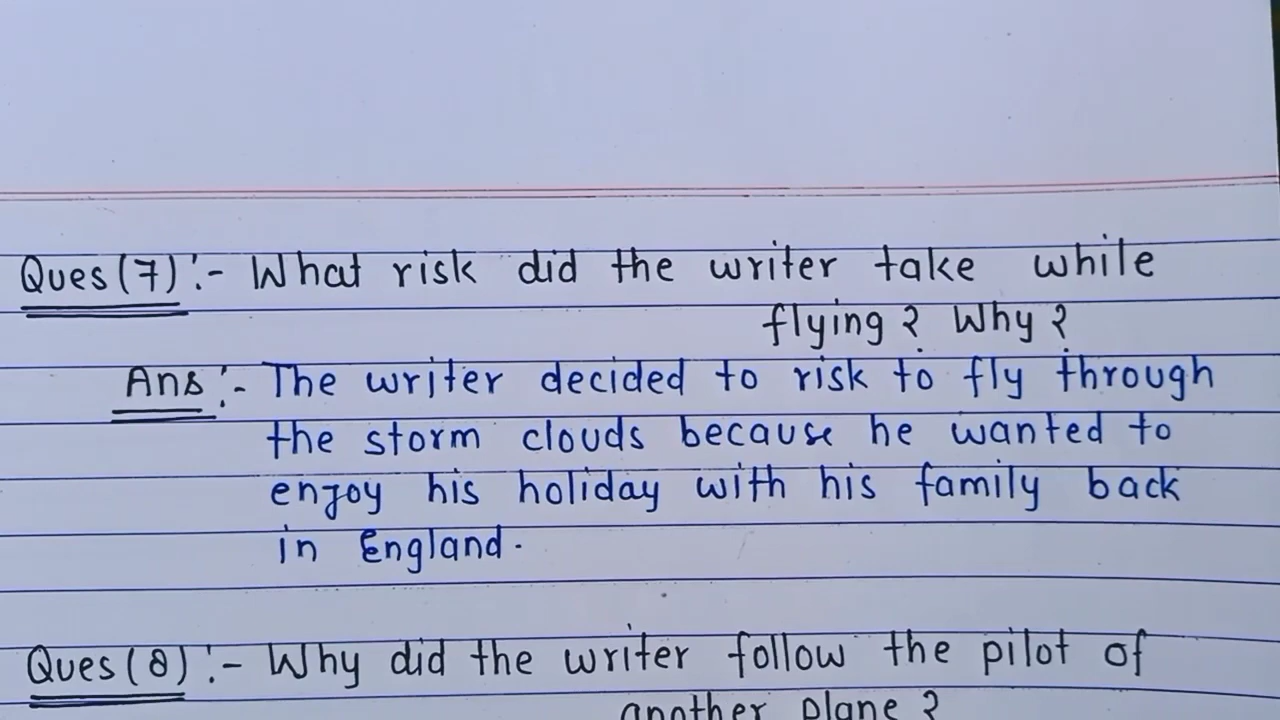 Ques (7) :- What risk did the writer take while
flying ? Why ?
Ans :- The writer decided to risk to fly through
the storm clouds because he wanted to
enjoy his holiday with his family back
in England.
Ques (8) :- Why did the writer follow the pilot of
another plane ?